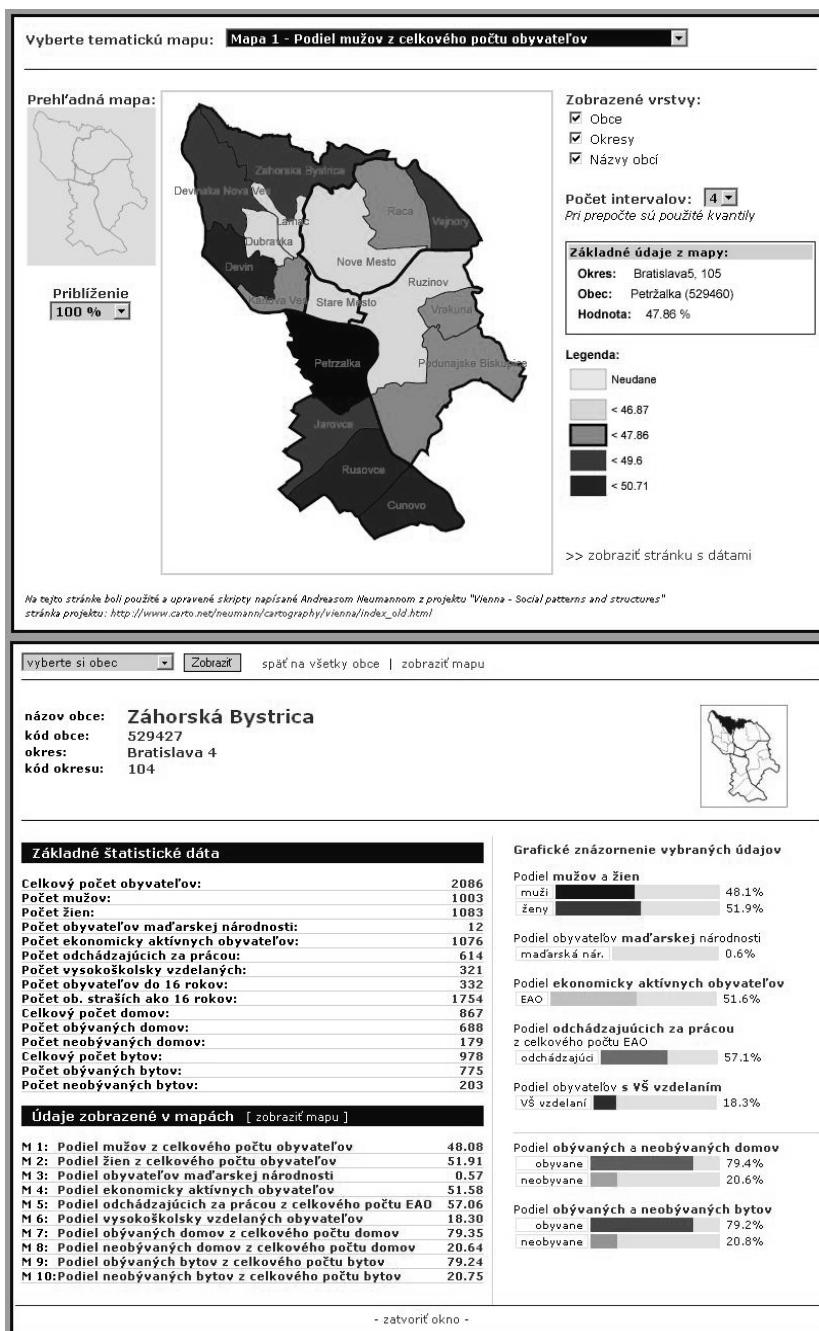 Vyberte tematickú mapu: Mapa 1 - Podiel mužov z celkového počtu obyvateľov
Prehľadná mapa:
Priblíženie
100 %
Zahorska Bystrica
Devinska Nova Ves
Lamac
Dubravka
Devin
Karlova Ves
Raca
Vajnory
Nove Mesto
Ruzinov
Stare Mesto
Vrakuna
Petrzalka
Podunajske Biskupice
Jarovce
Rusovce
Cunovo
Zobrazené vrstvy:
Obce
Okresy
Názvy obcí
Počet intervalov: 4
Pri prepočte sú použité kvantily
Základné údaje z mapy:
Okres: Bratislava5, 105
Obec: Petržalka (529460)
Hodnota: 47.86 %
Legenda:
Neudane
< 46.87
< 47.86
< 49.6
< 50.71
>> zobraziť stránku s dátami
Na tejto stránke boli použité a upravené skripty napísané Andreasom Neumannom z projektu "Vienna - Social patterns and structures"
stránka projektu: http://www.carto.net/neumann/cartography/vienna/index_old.html
vyberte si obec Zobraziť späť na všetky obce | zobraziť mapu
názov obce: Záhorská Bystrica
kód obce: 529427
okres: Bratislava 4
kód okresu: 104
Základné štatistické dáta
Celkový počet obyvateľov: 2086
Počet mužov: 1003
Počet žien: 1083
Počet obyvateľov maďarskej národnosti: 12
Počet ekonomicky aktívnych obyvateľov: 1076
Počet odchádzajúcich za prácou: 614
Počet vysokoškolsky vzdelaných: 321
Počet obyvateľov do 16 rokov: 332
Počet ob. straších ako 16 rokov: 1754
Celkový počet domov: 867
Počet obývaných domov: 688
Počet neobývaných domov: 179
Celkový počet bytov: 978
Počet obývaných bytov: 775
Počet neobývaných bytov: 203
Údaje zobrazené v mapách [ zobraziť mapu ]
M 1: Podiel mužov z celkového počtu obyvateľov 48.08
M 2: Podiel žien z celkového počtu obyvateľov 51.91
M 3: Podiel obyvateľov maďarskej národnosti 0.57
M 4: Podiel ekonomicky aktívnych obyvateľov 51.58
M 5: Podiel odchádzajúcich za prácou z celkového počtu EAO 57.06
M 6: Podiel vysokoškolsky vzdelaných obyvateľov 18.30
M 7: Podiel obývaných domov z celkového počtu domov 79.35
M 8: Podiel neobývaných domov z celkového počtu domov 20.64
M 9: Podiel obývaných bytov z celkového počtu bytov 79.24
M 10:Podiel neobývaných bytov z celkového počtu bytov 20.75
Grafické znázornenie vybraných údajov
Podiel mužov a žien
muži 48.1%
ženy 51.9%
Podiel obyvateľov maďarskej národnosti
maďarská nár. 0.6%
Podiel ekonomicky aktívnych obyvateľov
EAO 51.6%
Podiel odchádzajuúcich za prácou
z celkového počtu EAO
odchádzajúci 57.1%
Podiel obyvateľov s VŠ vzdelaním
VŠ vzdelaní 18.3%
Podiel obývaných a neobývaných domov
obyvane 79.4%
neobyvane 20.6%
Podiel obývaných a neobývaných bytov
obyvane 79.2%
neobyvane 20.8%
- zatvoriť okno -